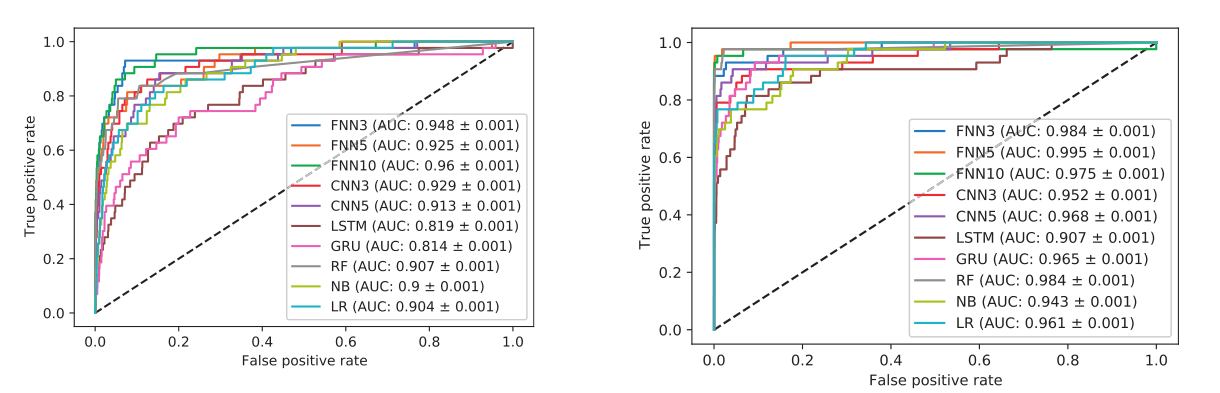 1.0
0.8
0.6
0.4
0.2
0.0
True positive rate
0.0 0.2 0.4 0.6 0.8 1.0
False positive rate
FNN3 (AUC: 0.948 ± 0.001)
FNN5 (AUC: 0.925 ± 0.001)
FNN10 (AUC: 0.96 ± 0.001)
CNN3 (AUC: 0.929 ± 0.001)
CNN5 (AUC: 0.913 ± 0.001)
LSTM (AUC: 0.819 ± 0.001)
GRU (AUC: 0.814 ± 0.001)
RF (AUC: 0.907 ± 0.001)
NB (AUC: 0.9 ± 0.001)
LR (AUC: 0.904 ± 0.001)
1.0
0.8
0.6
0.4
0.2
0.0
True positive rate
0.0 0.2 0.4 0.6 0.8 1.0
False positive rate
FNN3 (AUC: 0.984 ± 0.001)
FNN5 (AUC: 0.995 ± 0.001)
FNN10 (AUC: 0.975 ± 0.001)
CNN3 (AUC: 0.952 ± 0.001)
CNN5 (AUC: 0.968 ± 0.001)
LSTM (AUC: 0.907 ± 0.001)
GRU (AUC: 0.965 ± 0.001)
RF (AUC: 0.984 ± 0.001)
NB (AUC: 0.943 ± 0.001)
LR (AUC: 0.961 ± 0.001)